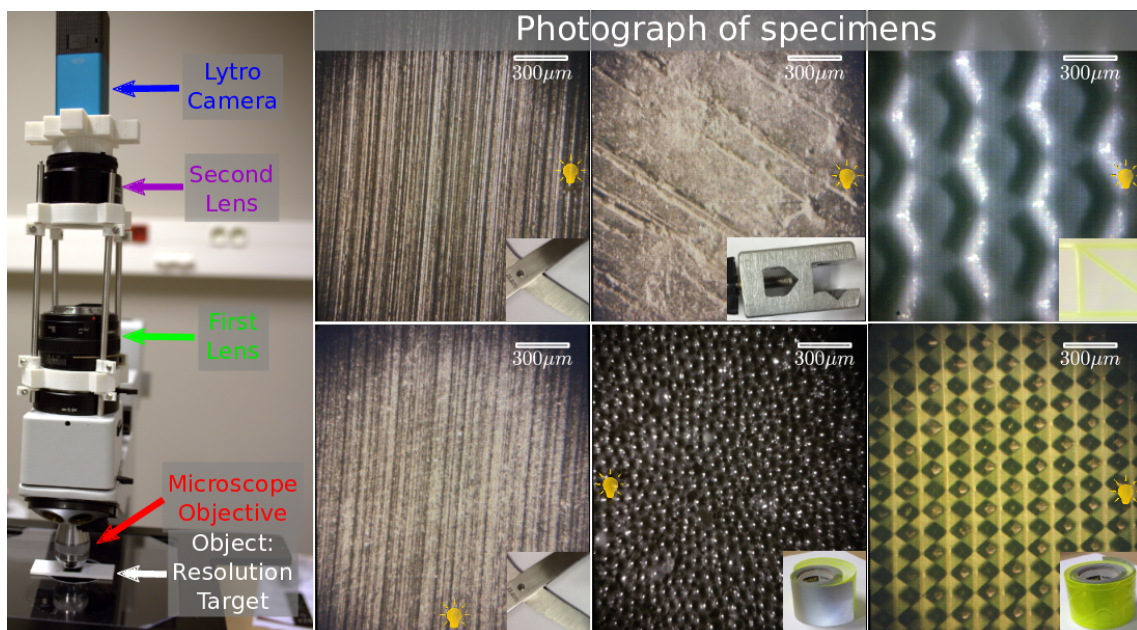 Photograph of specimens
Lytro
Camera
Second
Lens
First
Lens
Microscope
Objective
Object:
Resolution
Target
300μm
300μm
300μm
300μm
300μm
300μm